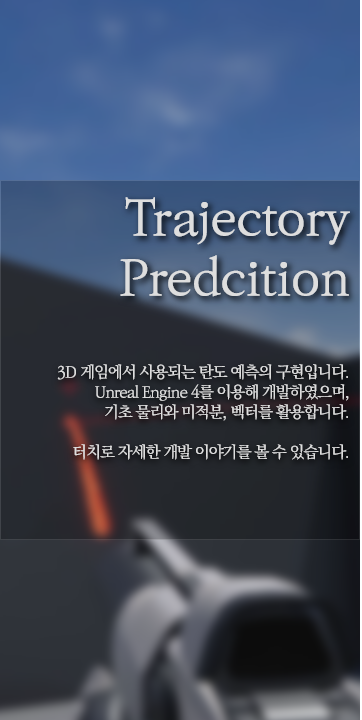 Trajectory
Predcition
3D 게임에서 사용되는 탄도 예측의 구현입니다.
Unreal Engine 4를 이용해 개발하였으며,
기초 물리와 미적분, 벡터를 활용합니다.
터치로 자세한 개발 이야기를 볼 수 있습니다.